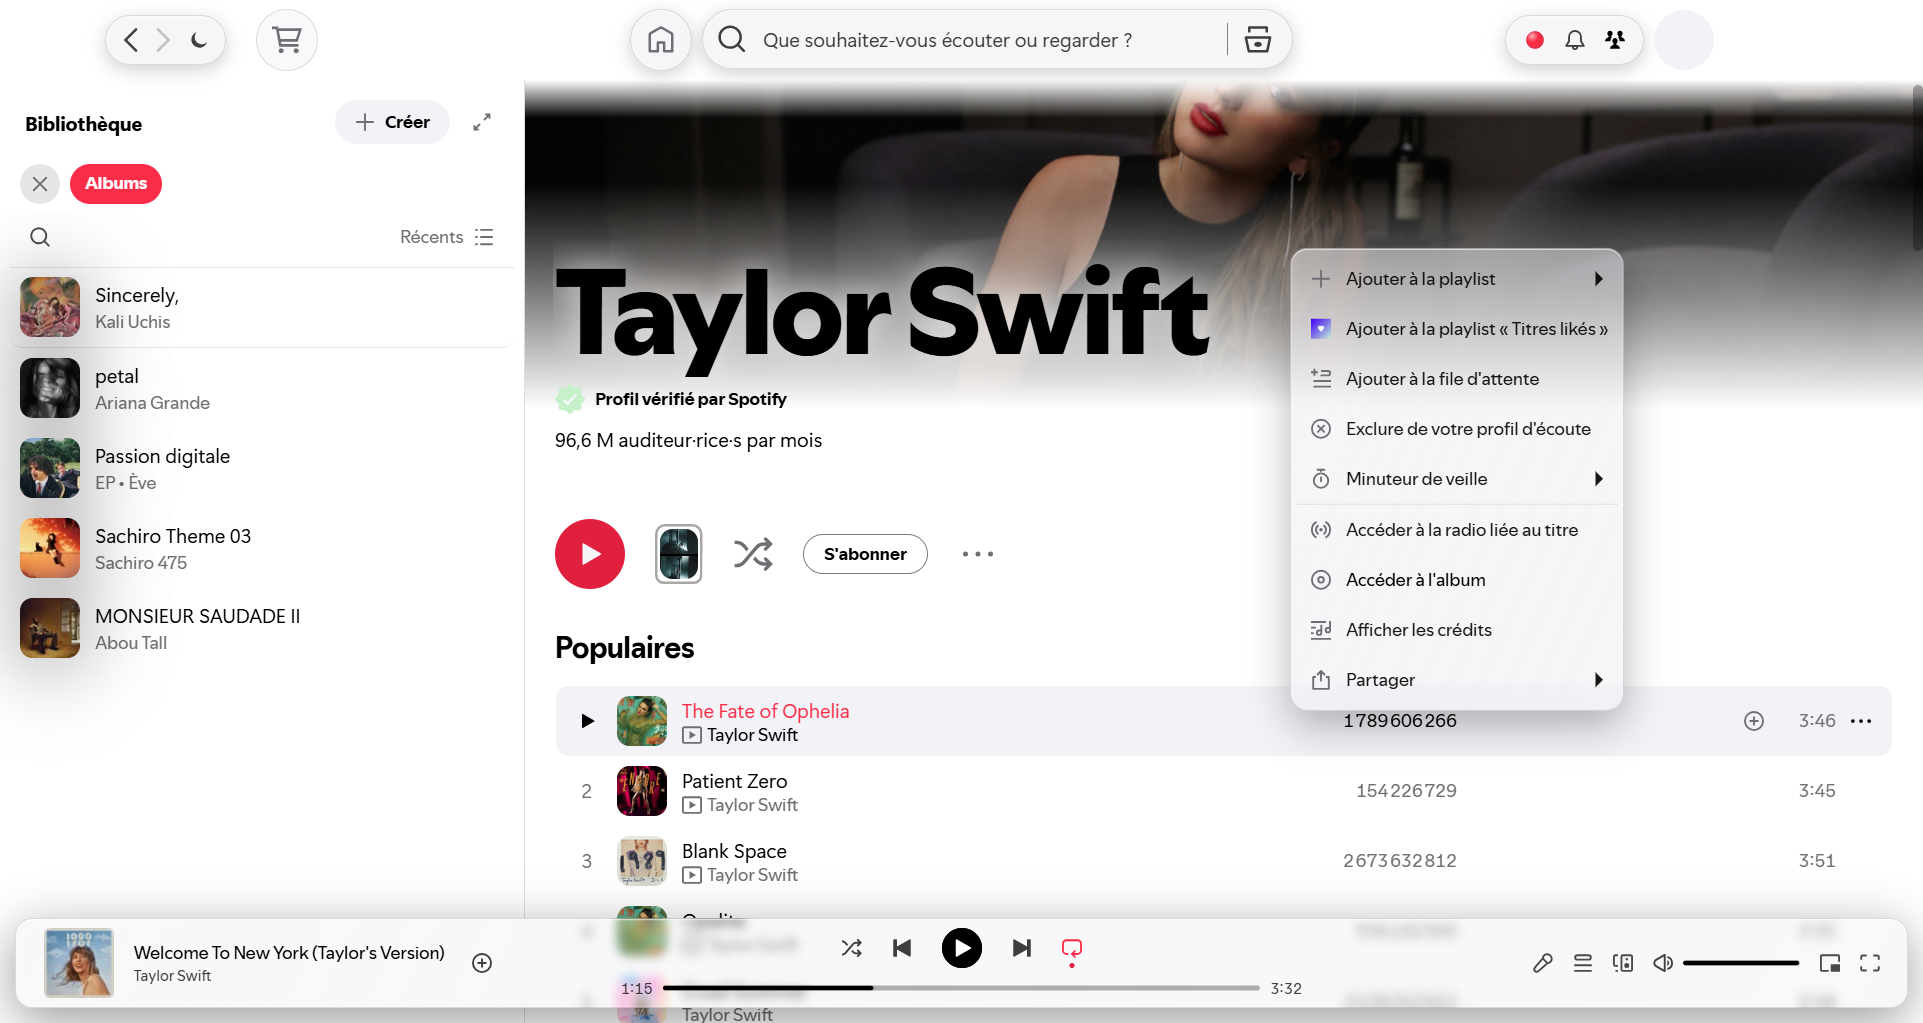 Que souhaitez-vous écouter ou regarder ?
Bibliothèque
Créer
Albums
Récents
Sincerely,
Kali Uchis
petal
Ariana Grande
Passion digitale
EP • Ève
Sachiro Theme 03
Sachiro 475
MONSIEUR SAUDADE II
Abou Tall
Taylor Swift
Profil vérifié par Spotify
96,6 M auditeur·rice·s par mois
S'abonner
Populaires
The Fate of Ophelia
Taylor Swift
1 789 606 266
3:46
2
Patient Zero
Taylor Swift
154 226 729
3:45
3
Blank Space
1989
Taylor Swift
2 673 632 812
3:51
Taylor Swift
Taylor Swift
Ajouter à la playlist
Ajouter à la playlist « Titres likés »
Ajouter à la file d'attente
Exclure de votre profil d'écoute
Minuteur de veille
Accéder à la radio liée au titre
Accéder à l'album
Afficher les crédits
Partager
Welcome To New York (Taylor's Version)
Taylor Swift
1:15
3:32